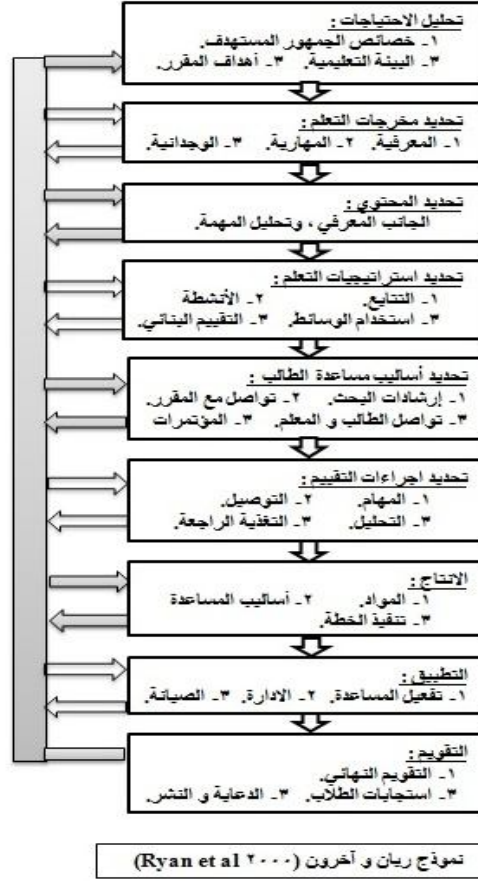 تحليل الاحتياجات :
١- خصائص الجمهور المستهدف.
٣- البيئة التعليمية. ٣- أهداف المقرر.
تحديد مخرجات التعلم :
١- المعرفية. ٢- المهارية. ٣- الوجدانية.
تحديد المحتوي :
الجانب المعرفي ، وتحليل المهمة.
تحديد استراتيجيات التعلم :
١- التتابع. ٢- الأنشطة
٣- استخدام الوسائط. ٣- التقييم البنائي.
تحديد أساليب مساعدة الطالب :
١- إرشادات البحث. ٢- تواصل مع المقرر.
٣- تواصل الطالب و المعلم. ٣- المؤتمرات
تحديد اجراءات التقييم :
١- المهام. ٢- التوصيل.
٣- التحليل. ٣- التغذية الراجعة.
الانتاج :
١- المواد. ٢- أساليب المساعدة
٣- تنفيذ الخطة.
التطبيق :
١- تفعيل المساعدة. ٢- الادارة. ٣- الصيانة.
التقويم :
١- التقويم النهائي.
٣- استجابات الطلاب. ٣- الدعاية و النشر.
نموذج ريان و آخرون (Ryan et al ٢٠٠٠)